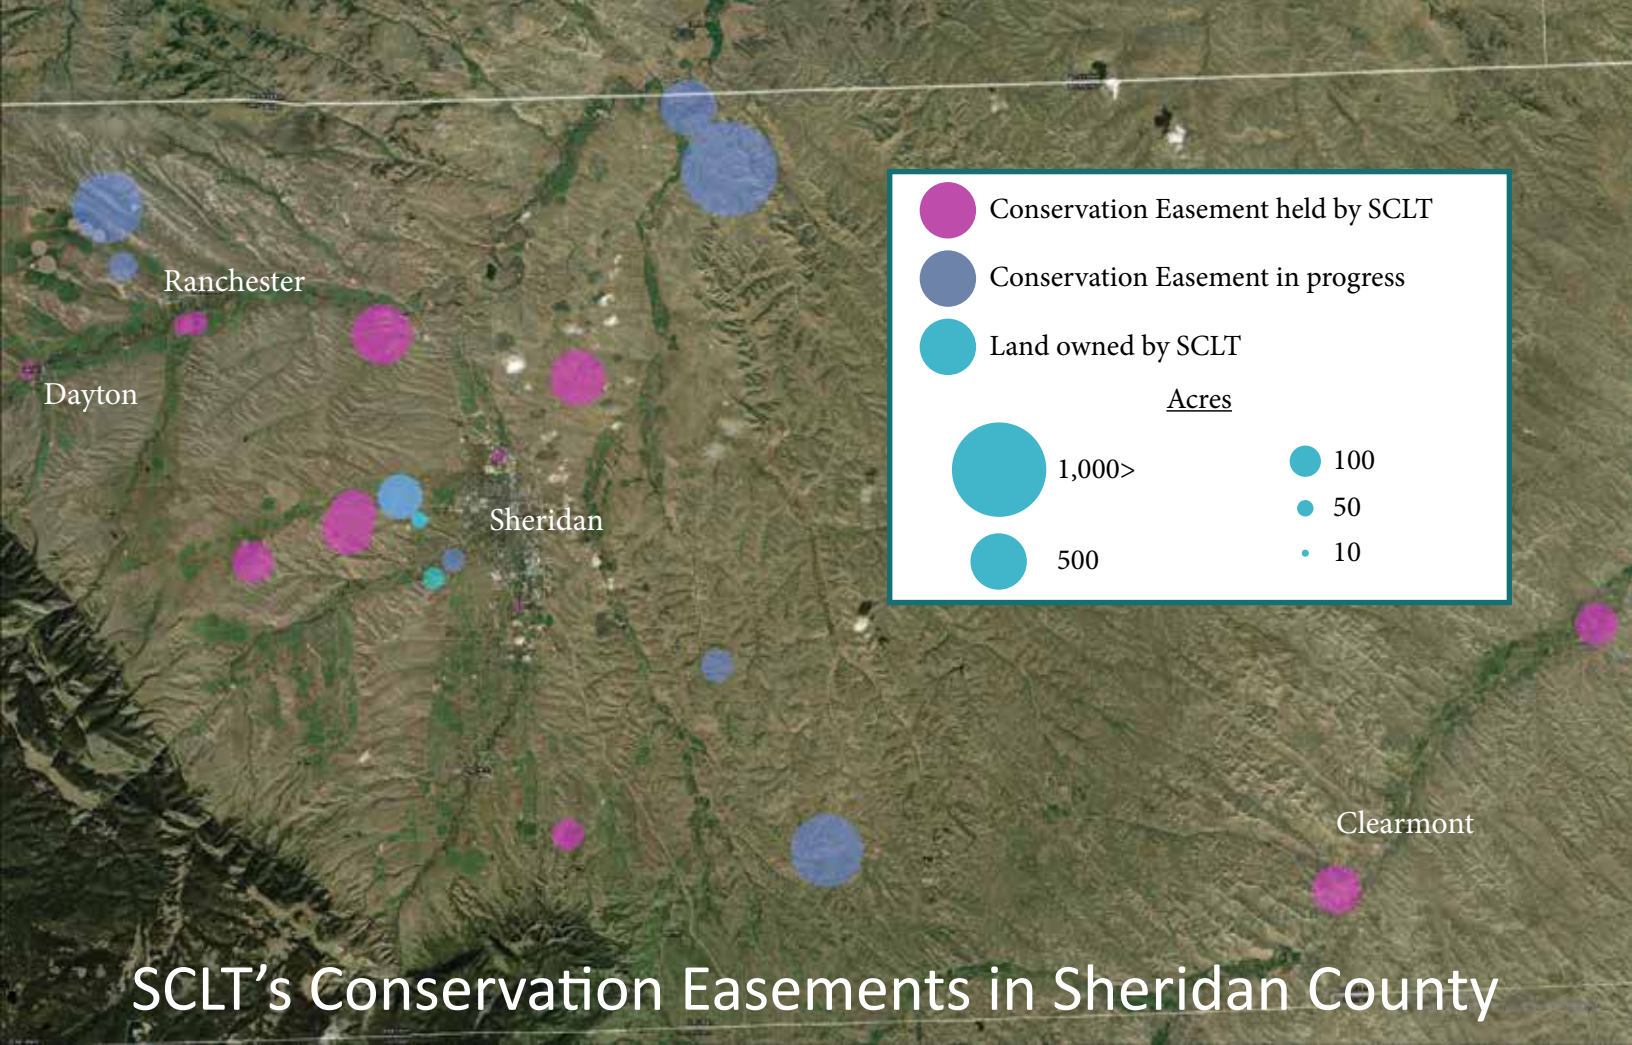 Ranchester
Dayton
Sheridan
Clearmont
Conservation Easement held by SCLT
Conservation Easement in progress
Land owned by SCLT
Acres
1,000>
500
100
50
10
SCLT’s Conservation Easements in Sheridan County